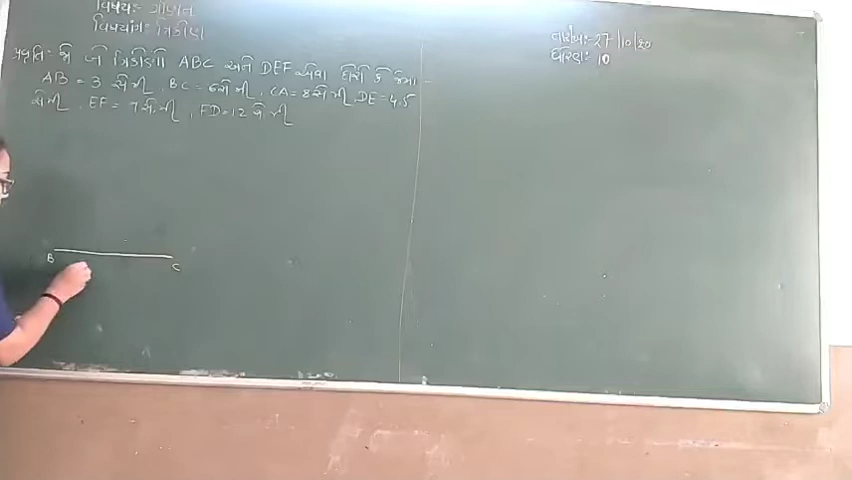 વિષયઃ ગણિત
વિષયાંગઃ ત્રિકોણ
તારીખઃ- 27/10/20
ધોરણઃ 10
પ્રવૃતિઃ બે ત્રિકોણો ABC અને DEF એવા દોરો કે જેમાં
AB = 3 સેમી, BC = 6 સેમી, CA = 8 સેમી, DE = 4.5
સેમી, EF = 9 સેમી, FD = 12 સેમી
B C